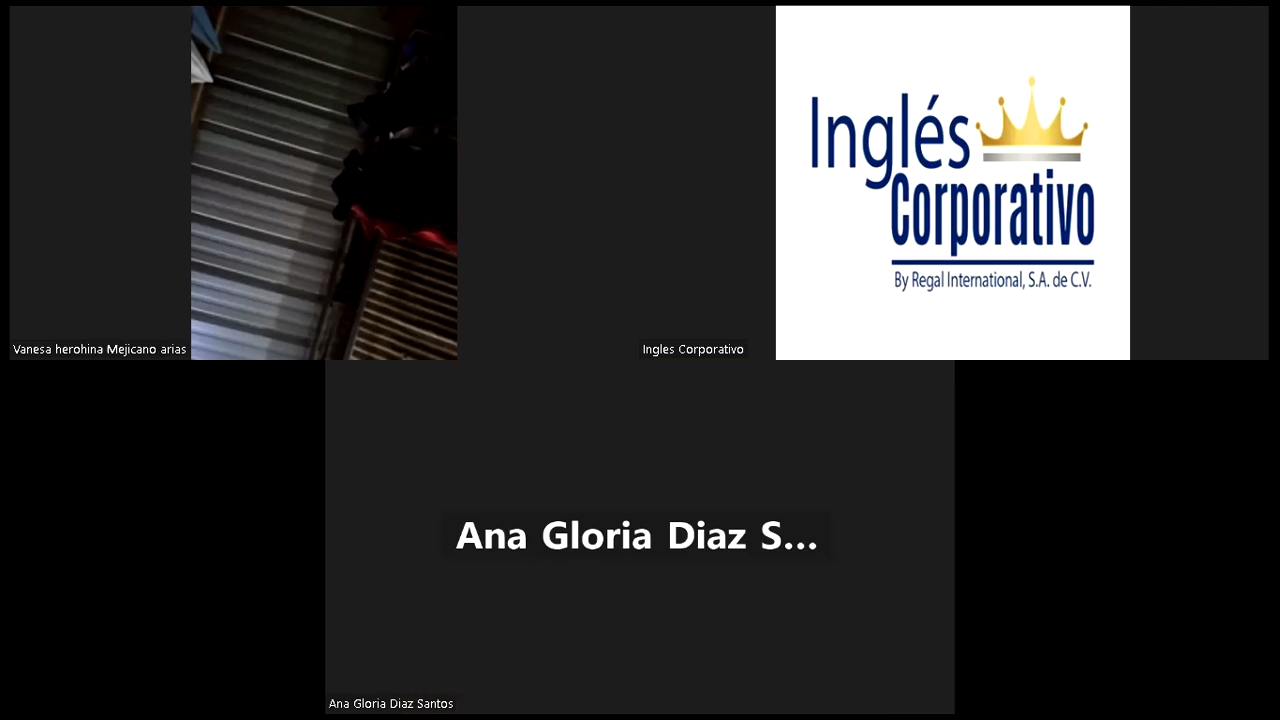 Inglés
Corporativo
By Regal International, S.A. de C.V.
Vanesa herohina Mejicano arias
Ingles Corporativo
Ana Gloria Diaz S...
Ana Gloria Diaz Santos